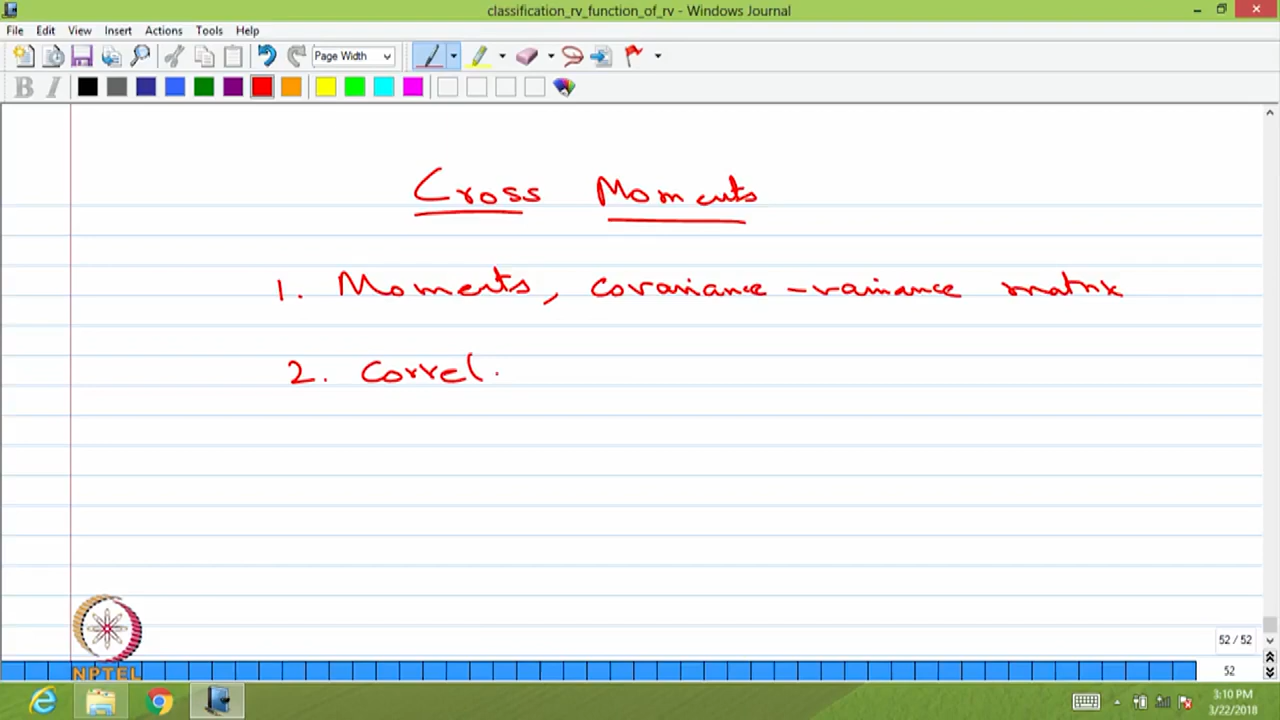 classification_rv_function_of_rv - Windows Journal
File Edit View Insert Actions Tools Help
Page Width
B I
Cross Moments
1. Moments, covariance - variance matrix
2. Correl
52 / 52
52
NPTEL
3:10 PM
3/22/2018